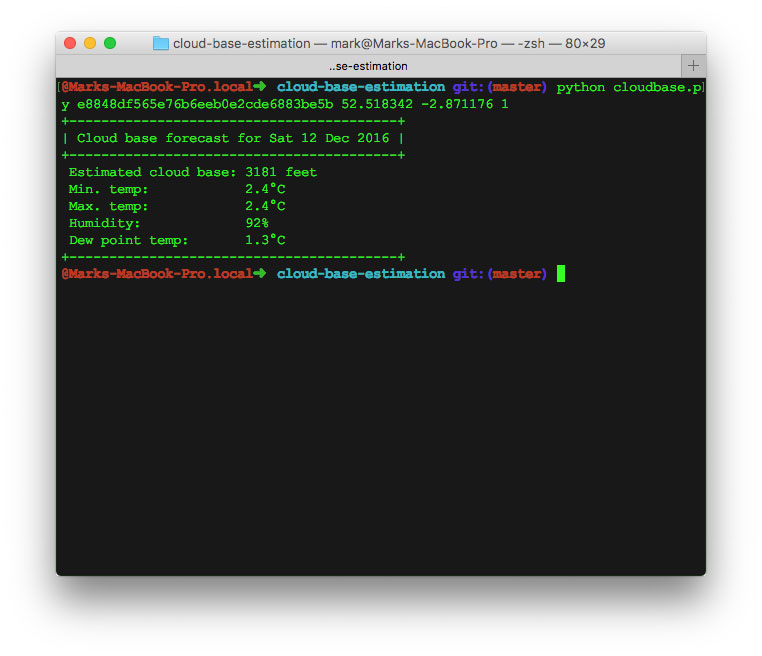 cloud-base-estimation — mark@Marks-MacBook-Pro — -zsh — 80×29
..se-estimation
[@Marks-MacBook-Pro.local➜ cloud-base-estimation git:(master) python cloudbase.p]
y e8848df565e76b6eeb0e2cde6883be5b 52.518342 -2.871176 1
+-----------------------------------------+
| Cloud base forecast for Sat 12 Dec 2016 |
+-----------------------------------------+
Estimated cloud base: 3181 feet
Min. temp: 2.4°C
Max. temp: 2.4°C
Humidity: 92%
Dew point temp: 1.3°C
+-----------------------------------------+
@Marks-MacBook-Pro.local➜ cloud-base-estimation git:(master)